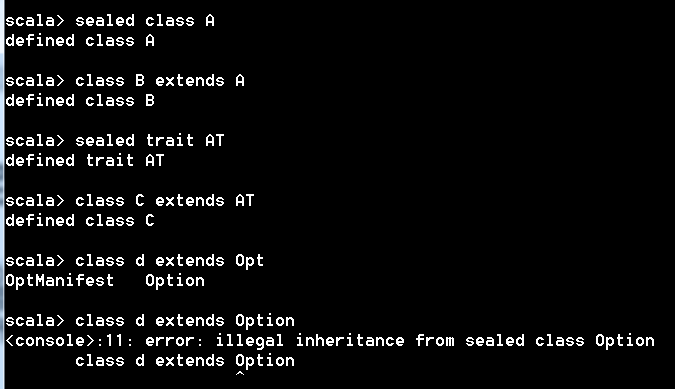 scala> sealed class A
defined class A
scala> class B extends A
defined class B
scala> sealed trait AT
defined trait AT
scala> class C extends AT
defined class C
scala> class d extends Opt
OptManifest   Option
scala> class d extends Option
<console>:11: error: illegal inheritance from sealed class Option
       class d extends Option
                       ^